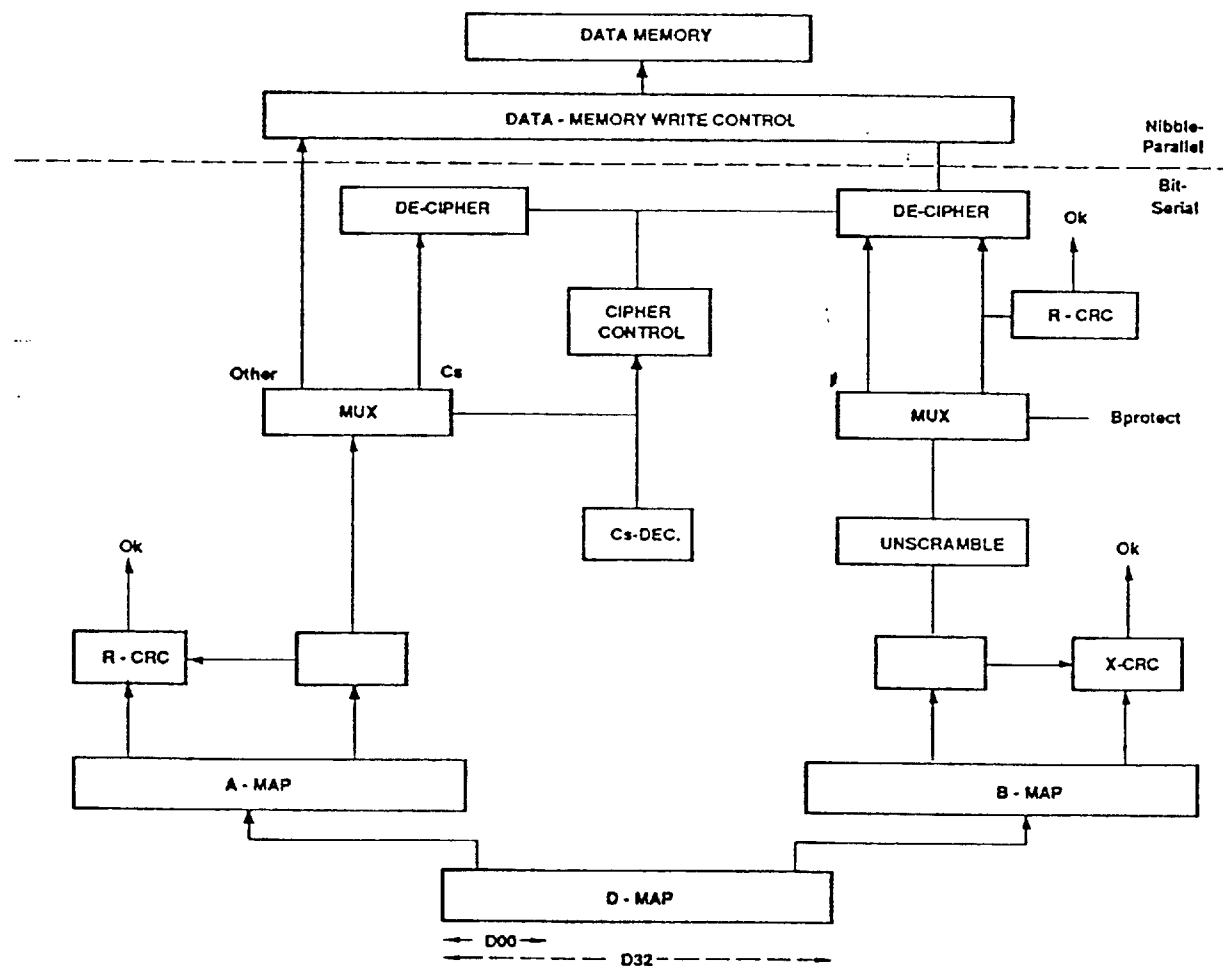 DATA MEMORY
DATA - MEMORY WRITE CONTROL
Nibble-
Parallel
Bit-
Serial
DE-CIPHER
DE-CIPHER
Ok
CIPHER
CONTROL
R - CRC
Other
Cs
MUX
MUX
Bprotect
Cs-DEC.
UNSCRAMBLE
Ok
Ok
R - CRC
X-CRC
A - MAP
B - MAP
D - MAP
D00
D32